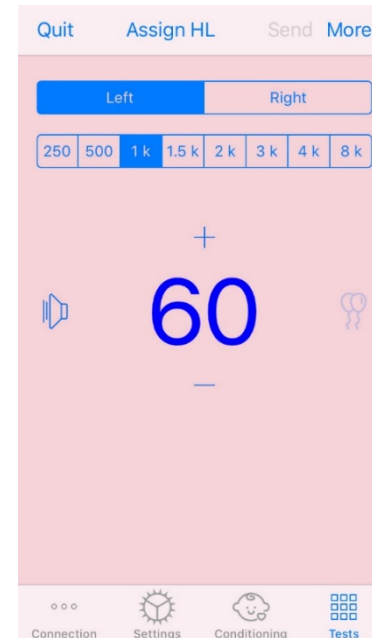 Quit Assign HL Send More
Left Right
250 500 1 k 1.5 k 2 k 3 k 4 k 8 k
+
60
—
Connection Settings Conditioning Tests